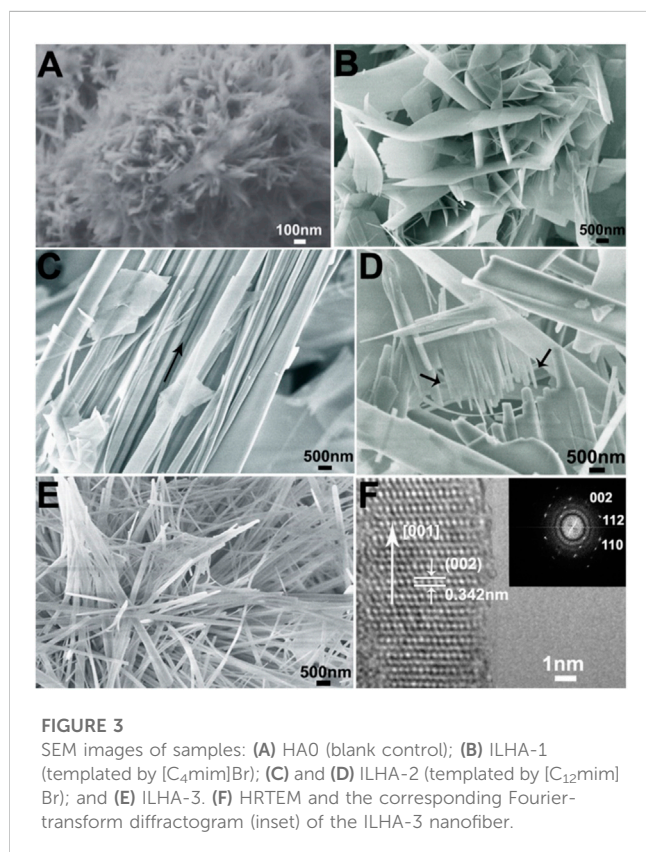 A
B
100nm
500nm
C
D
500nm
500nm
E
F
002
112
110
[001]
(002)
0.342nm
500nm
1nm
FIGURE 3
SEM images of samples: (A) HA0 (blank control); (B) ILHA-1
(templated by [C₄mim]Br); (C) and (D) ILHA-2 (templated by [C₁₂mim]
Br); and (E) ILHA-3. (F) HRTEM and the corresponding Fourier-
transform diffractogram (inset) of the ILHA-3 nanofiber.